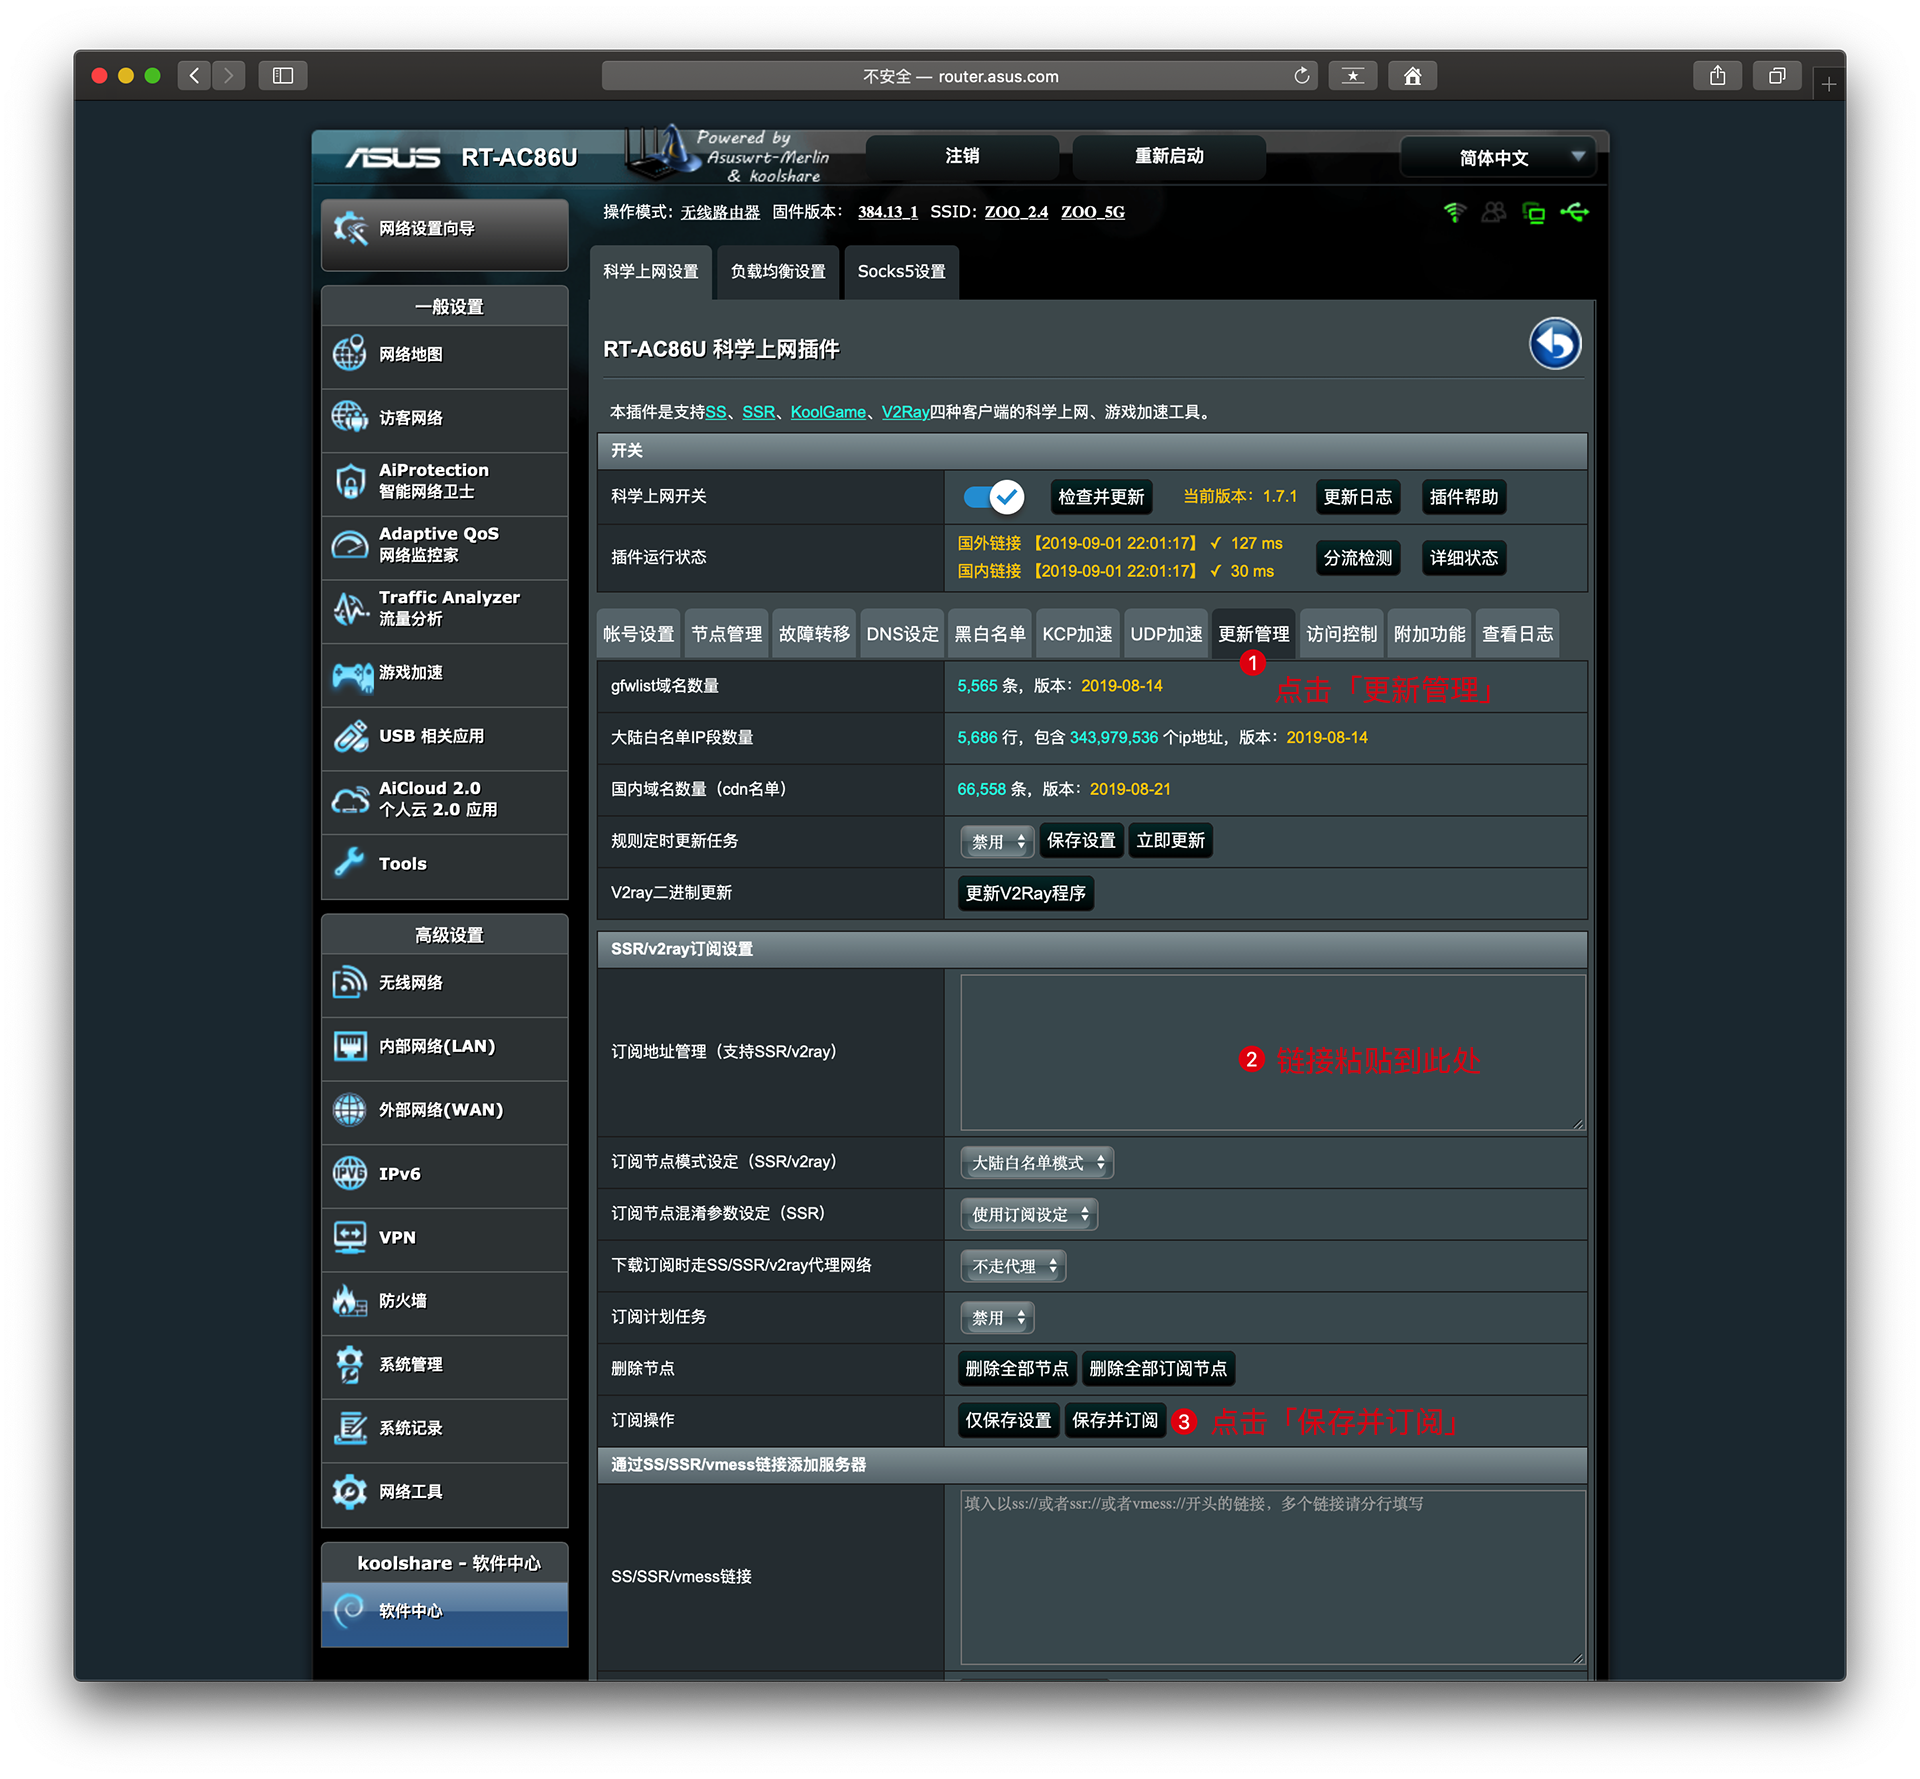 不安全 — router.asus.com
ASUS RT-AC86U
Powered by
Asuswrt-Merlin
& koolshare
注销
重新启动
简体中文
操作模式：无线路由器 固件版本： 384.13_1 SSID: ZOO_2.4 ZOO_5G
网络设置向导
一般设置
网络地图
访客网络
AiProtection
智能网络卫士
Adaptive QoS
网络监控家
Traffic Analyzer
流量分析
游戏加速
USB 相关应用
AiCloud 2.0
个人云 2.0 应用
Tools
高级设置
无线网络
内部网络(LAN)
外部网络(WAN)
IPv6
VPN
防火墙
系统管理
系统记录
网络工具
koolshare - 软件中心
软件中心
科学上网设置
负载均衡设置
Socks5设置
RT-AC86U 科学上网插件
本插件是支持SS、SSR、KoolGame、V2Ray四种客户端的科学上网、游戏加速工具。
开关
科学上网开关
检查并更新
当前版本：1.7.1
更新日志
插件帮助
插件运行状态
国外链接 【2019-09-01 22:01:17】 ✓ 127 ms
国内链接 【2019-09-01 22:01:17】 ✓ 30 ms
分流检测
详细状态
帐号设置
节点管理
故障转移
DNS设定
黑白名单
KCP加速
UDP加速
更新管理
访问控制
附加功能
查看日志
1 点击「更新管理」
gfwlist域名数量
5,565 条，版本：2019-08-14
大陆白名单IP段数量
5,686 行，包含 343,979,536 个ip地址，版本：2019-08-14
国内域名数量（cdn名单）
66,558 条，版本：2019-08-21
规则定时更新任务
禁用
保存设置
立即更新
V2ray二进制更新
更新V2Ray程序
SSR/v2ray订阅设置
订阅地址管理（支持SSR/v2ray）
2 链接粘贴到此处
订阅节点模式设定（SSR/v2ray）
大陆白名单模式
订阅节点混淆参数设定（SSR）
使用订阅设定
下载订阅时走SS/SSR/v2ray代理网络
不走代理
订阅计划任务
禁用
删除节点
删除全部节点
删除全部订阅节点
订阅操作
仅保存设置
保存并订阅
3 点击「保存并订阅」
通过SS/SSR/vmess链接添加服务器
SS/SSR/vmess链接
填入以ss://或者ssr://或者vmess://开头的链接，多个链接请分行填写